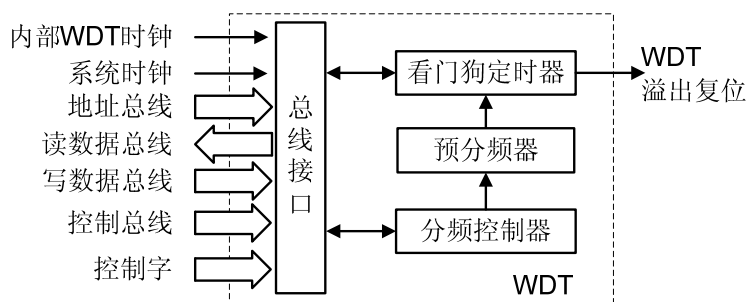 内部WDT时钟
系统时钟
地址总线
读数据总线
写数据总线
控制总线
控制字
总线接口
看门狗定时器
预分频器
分频控制器
WDT
WDT
溢出复位